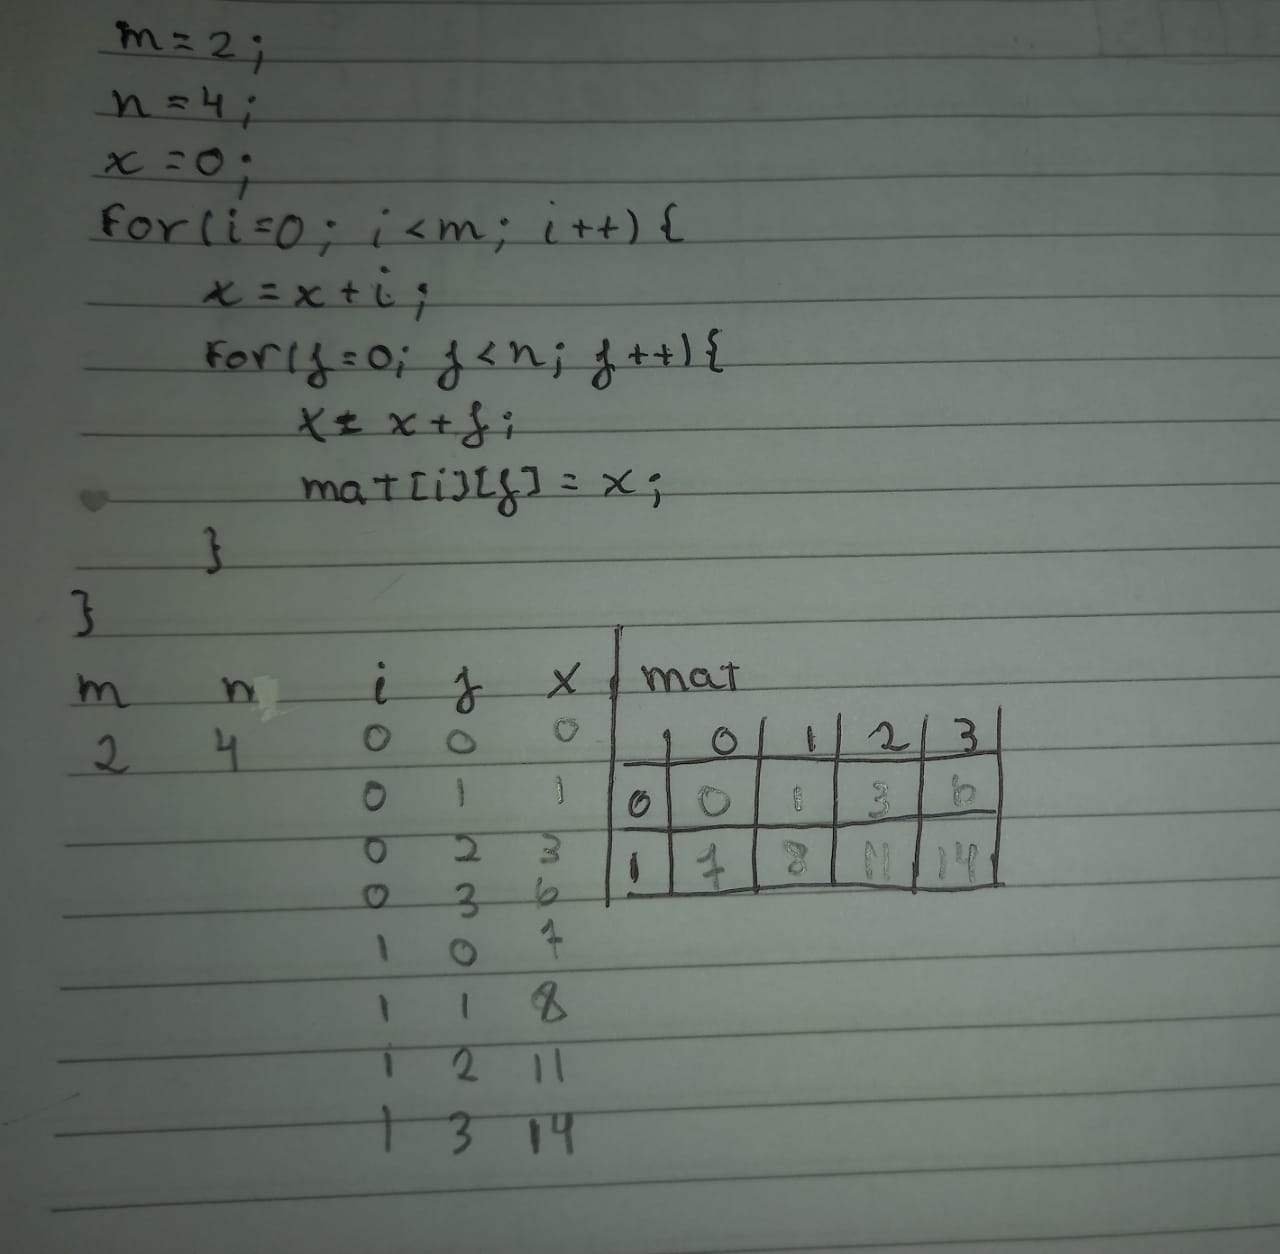 m=2;
n=4;
x=0;
For(i=0; i<m; i++){
x=x+i;
For(j=0; j<n; j++){
x= x+j;
mat[i][j] = x;
}
}
m n i j x mat
2 4 0 0 0
0 1 2 3
0 1 1
0 0 1 3 6
0 2 3
1 7 8 11 14
0 3 6
1 0 7
1 1 8
1 2 11
1 3 14